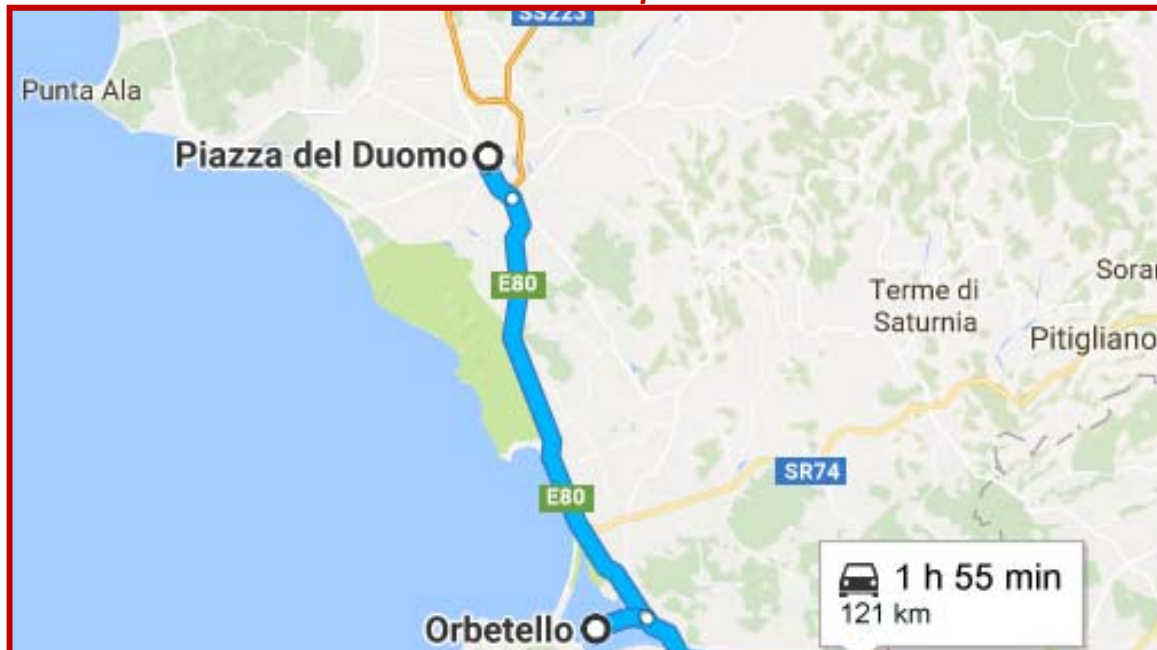 SS223
Punta Ala
Piazza del Duomo
E80
Terme di
Saturnia
Sorar
Pitigliano
SR74
E80
1 h 55 min
121 km
Orbetello